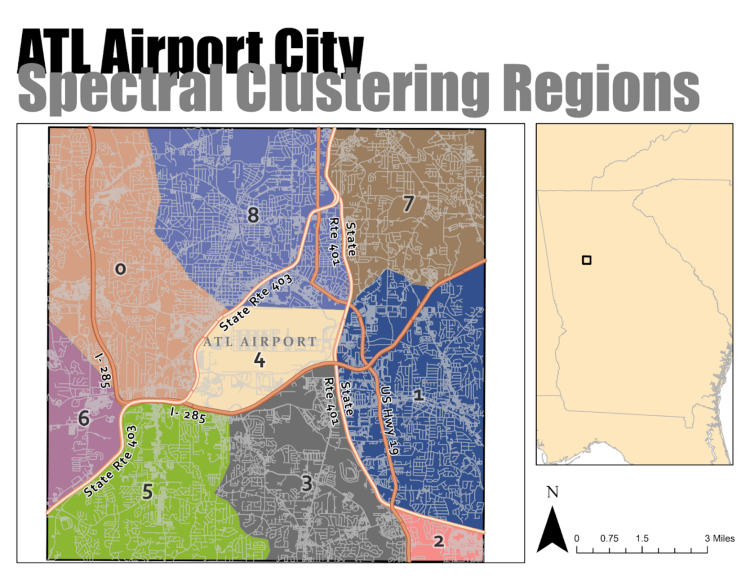 ATL Airport City
Spectral Clustering Regions
8
7
State
Rte 401
0
State Rte 403
ATL AIRPORT
4
I- 285
State
Rte 401
US Hwy 19
1
6
I- 285
State Rte 403
5
3
2
N
0 0.75 1.5 3 Miles